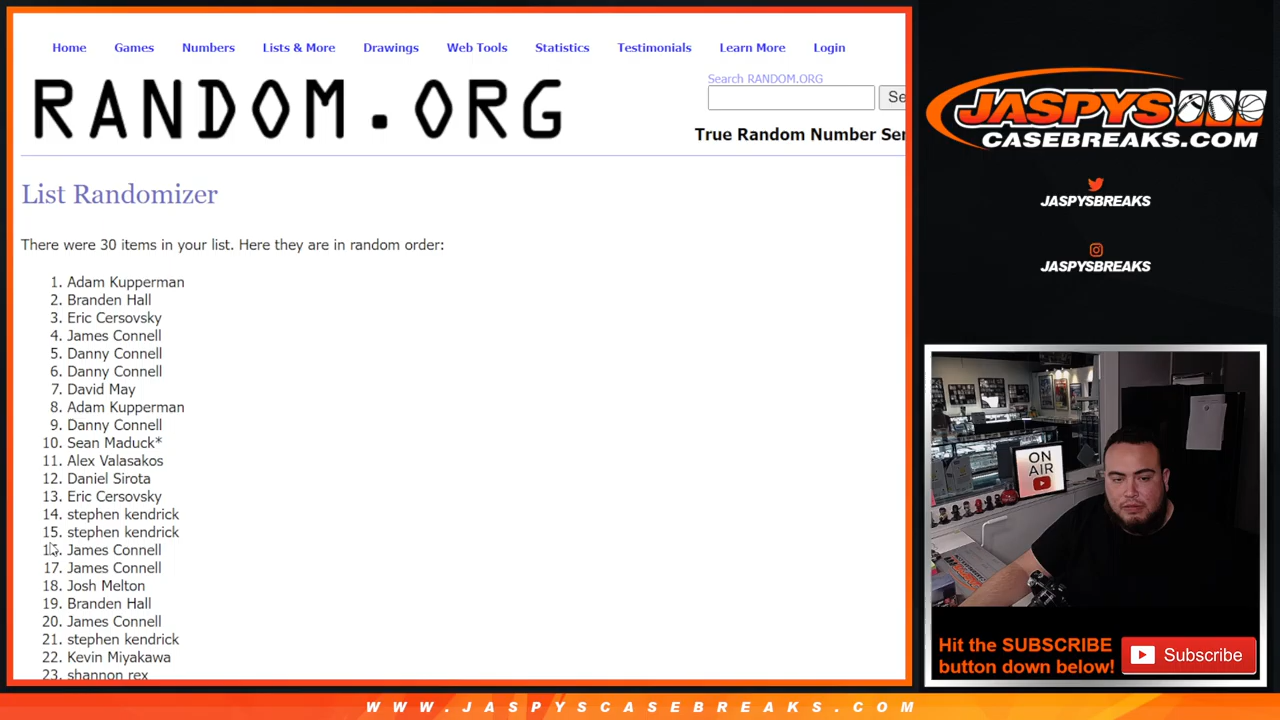 Home Games Numbers Lists & More Drawings Web Tools Statistics Testimonials Learn More Login
RANDOM.ORG
Search RANDOM.ORG
Se
True Random Number Ser
List Randomizer
There were 30 items in your list. Here they are in random order:
1. Adam Kupperman
2. Branden Hall
3. Eric Cersovsky
4. James Connell
5. Danny Connell
6. Danny Connell
7. David May
8. Adam Kupperman
9. Danny Connell
10. Sean Maduck*
11. Alex Valasakos
12. Daniel Sirota
13. Eric Cersovsky
14. stephen kendrick
15. stephen kendrick
16. James Connell
17. James Connell
18. Josh Melton
19. Branden Hall
20. James Connell
21. stephen kendrick
22. Kevin Miyakawa
23. shannon rex
JASPYS
CASEBREAKS.COM
JASPYSBREAKS
JASPYSBREAKS
ON
AIR
Hit the SUBSCRIBE
button down below!
Subscribe
WWW.JASPYSCASEBREAKS.COM